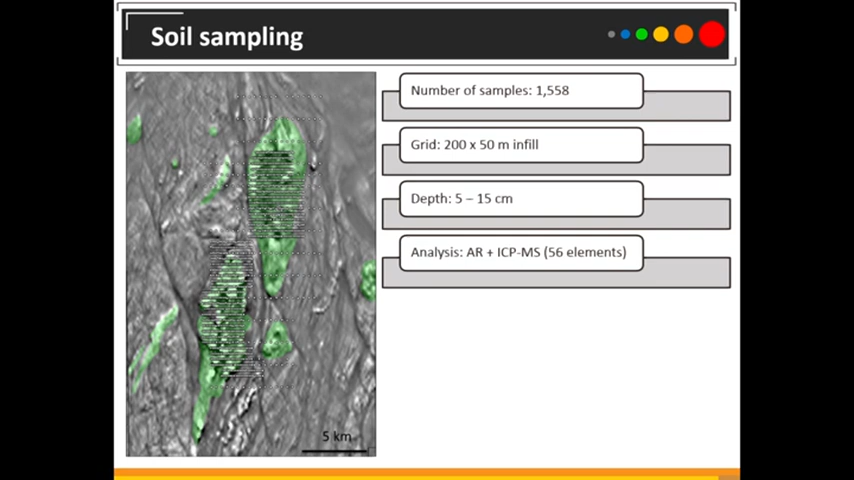 Soil sampling
Number of samples: 1,558
Grid: 200 x 50 m infill
Depth: 5 – 15 cm
Analysis: AR + ICP-MS (56 elements)
5 km